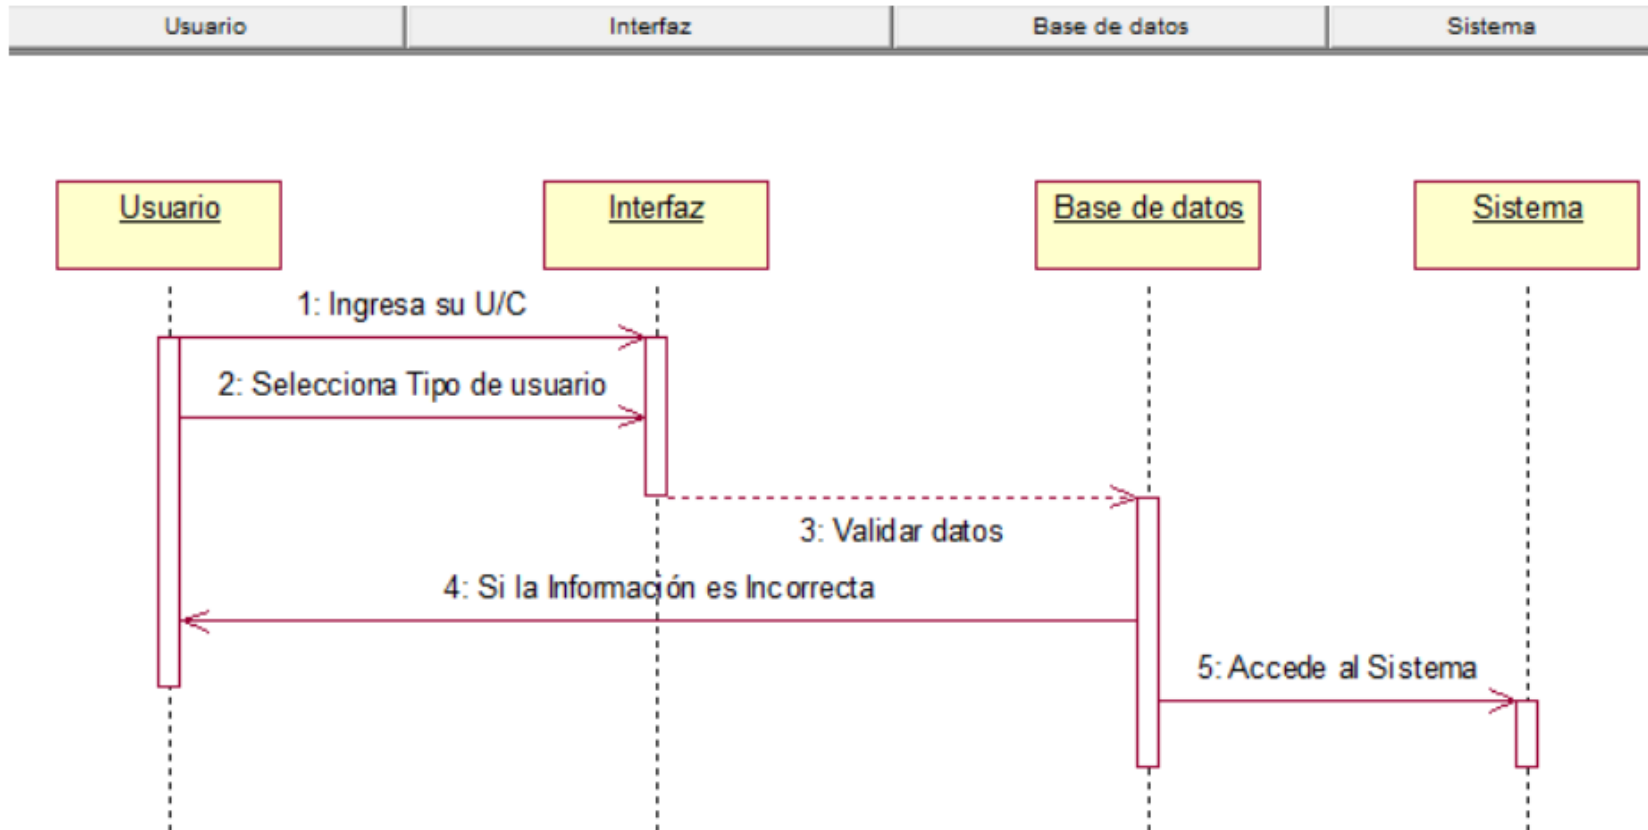 Usuario
Interfaz
Base de datos
Sistema
Usuario
Interfaz
Base de datos
Sistema
1: Ingresa su U/C
2: Selecciona Tipo de usuario
3: Validar datos
4: Si la Información es Incorrecta
5: Accede al Sistema